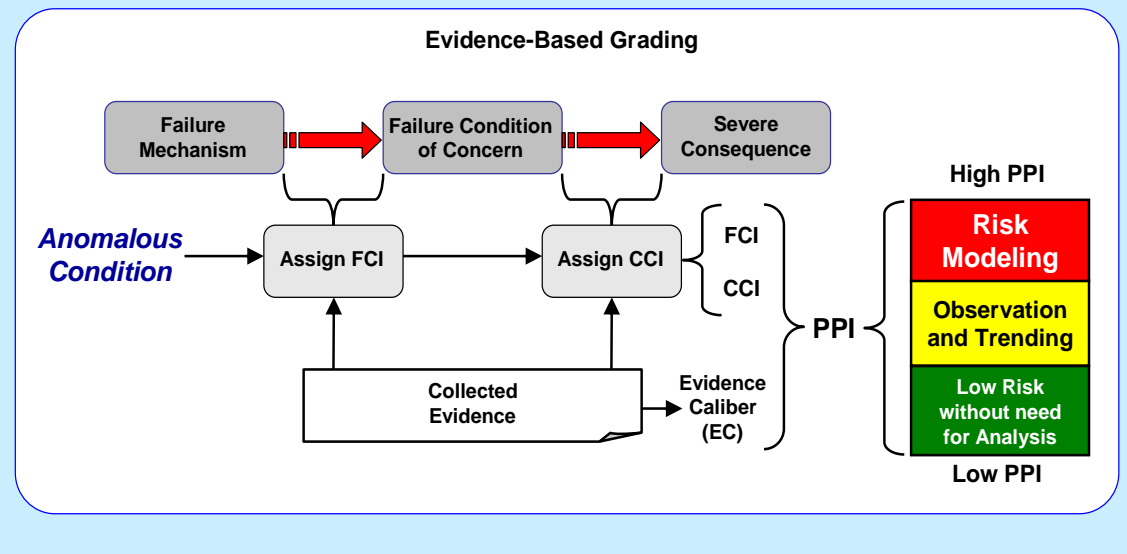 Evidence-Based Grading
Failure
Mechanism
Failure Condition
of Concern
Severe
Consequence
High PPI
Anomalous
Condition
Assign FCI
Assign CCI
FCI
CCI
PPI
Risk
Modeling
Observation
and Trending
Low Risk
without need
for Analysis
Low PPI
Collected
Evidence
Evidence
Caliber
(EC)